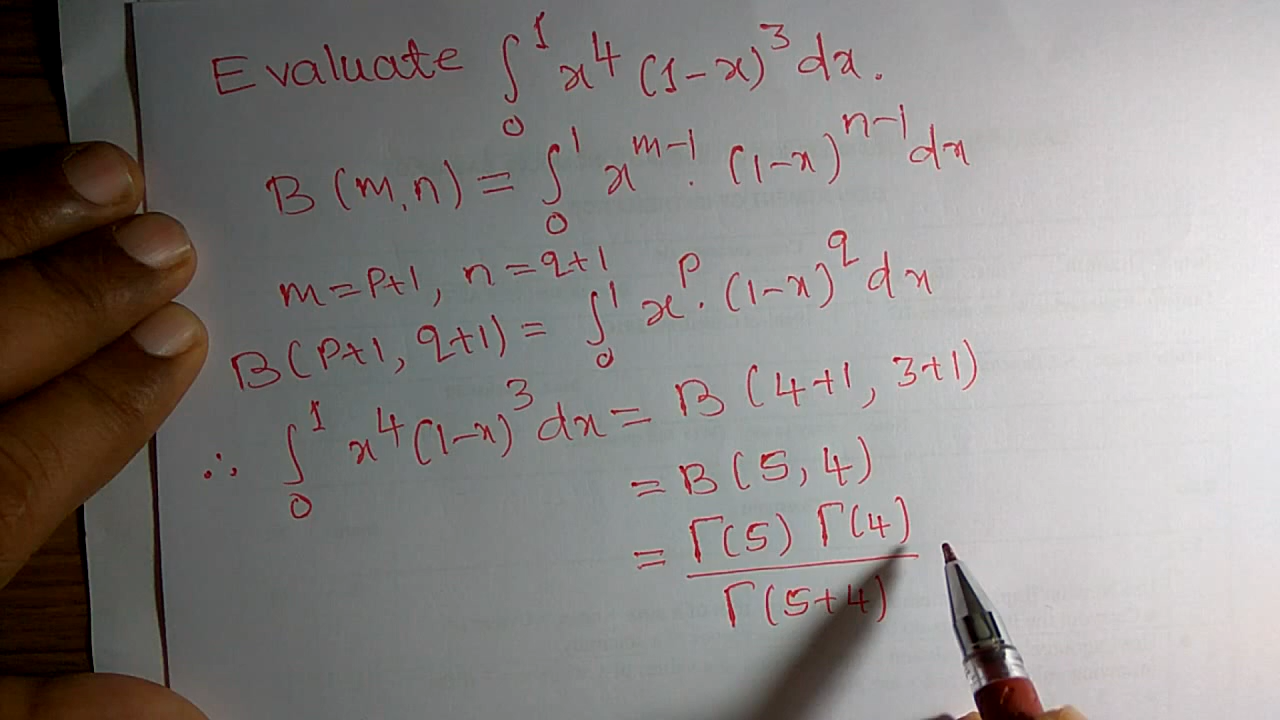 Evaluate ∫₀¹ x⁴ (1-x)³ dx.
B (m,n) = ∫₀¹ x^{m-1} . (1-x)^{n-1} dx
m=p+1, n=q+1
B(p+1, q+1) = ∫₀¹ x^p . (1-x)^q dx
∴ ∫₀¹ x⁴ (1-x)³ dx = B (4+1, 3+1)
= B (5,4)
= Γ(5) Γ(4) / Γ(5+4)